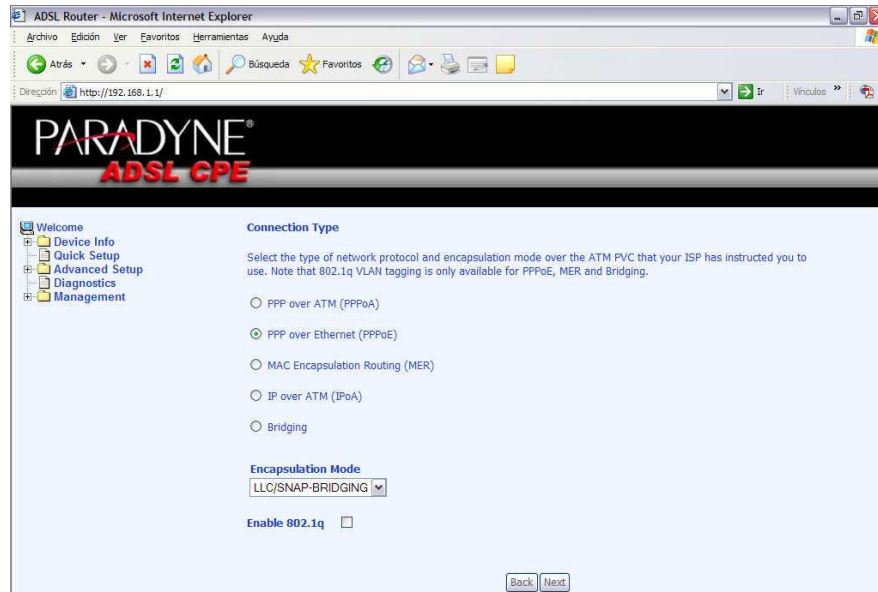 ADSL Router - Microsoft Internet Explorer
Archivo Edición Ver Favoritos Herramientas Ayuda
Atrás Búsqueda Favoritos
Dirección http://192.168.1.1/ Ir Vínculos »
PARADYNE®
ADSL CPE
Welcome
Device Info
Quick Setup
Advanced Setup
Diagnostics
Management
Connection Type
Select the type of network protocol and encapsulation mode over the ATM PVC that your ISP has instructed you to
use. Note that 802.1q VLAN tagging is only available for PPPoE, MER and Bridging.
PPP over ATM (PPPoA)
PPP over Ethernet (PPPoE)
MAC Encapsulation Routing (MER)
IP over ATM (IPoA)
Bridging
Encapsulation Mode
LLC/SNAP-BRIDGING
Enable 802.1q
Back Next